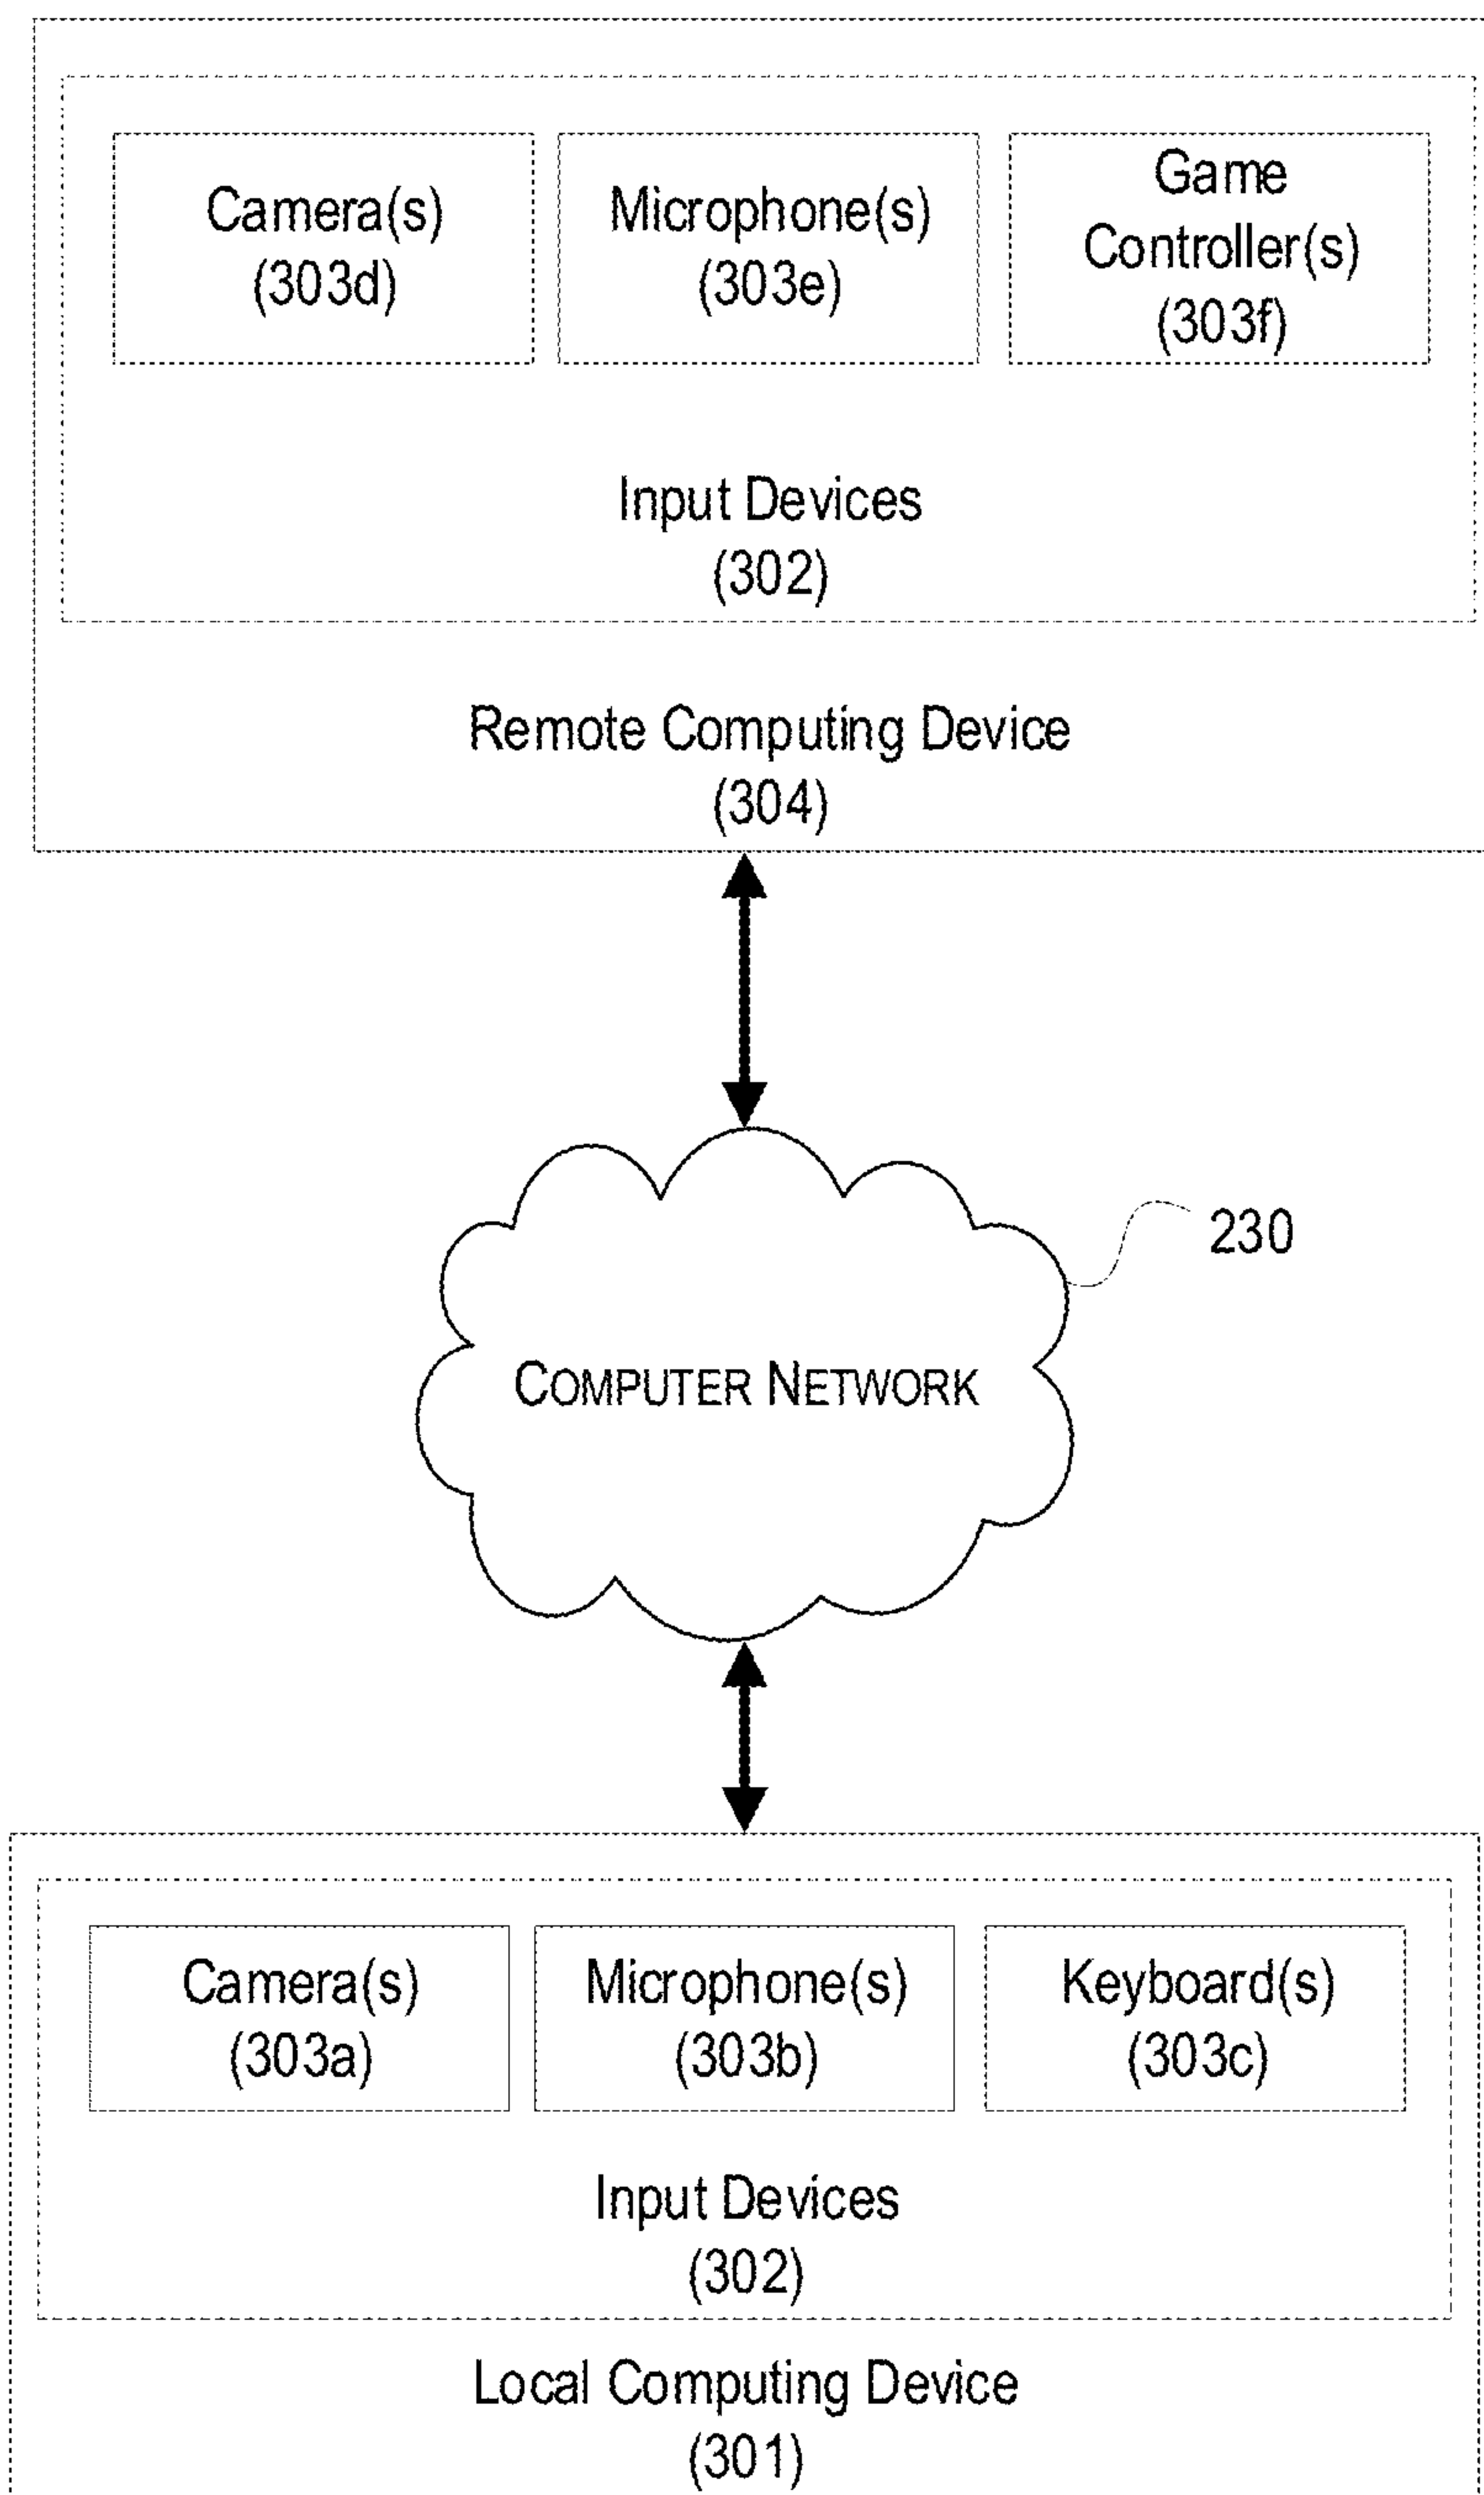 Camera(s)
(303d)
Microphone(s)
(303e)
Game
Controller(s)
(303f)
Input Devices
(302)
Remote Computing Device
(304)
230
COMPUTER NETWORK
Camera(s)
(303a)
Microphone(s)
(303b)
Keyboard(s)
(303c)
Input Devices
(302)
Local Computing Device
(301)